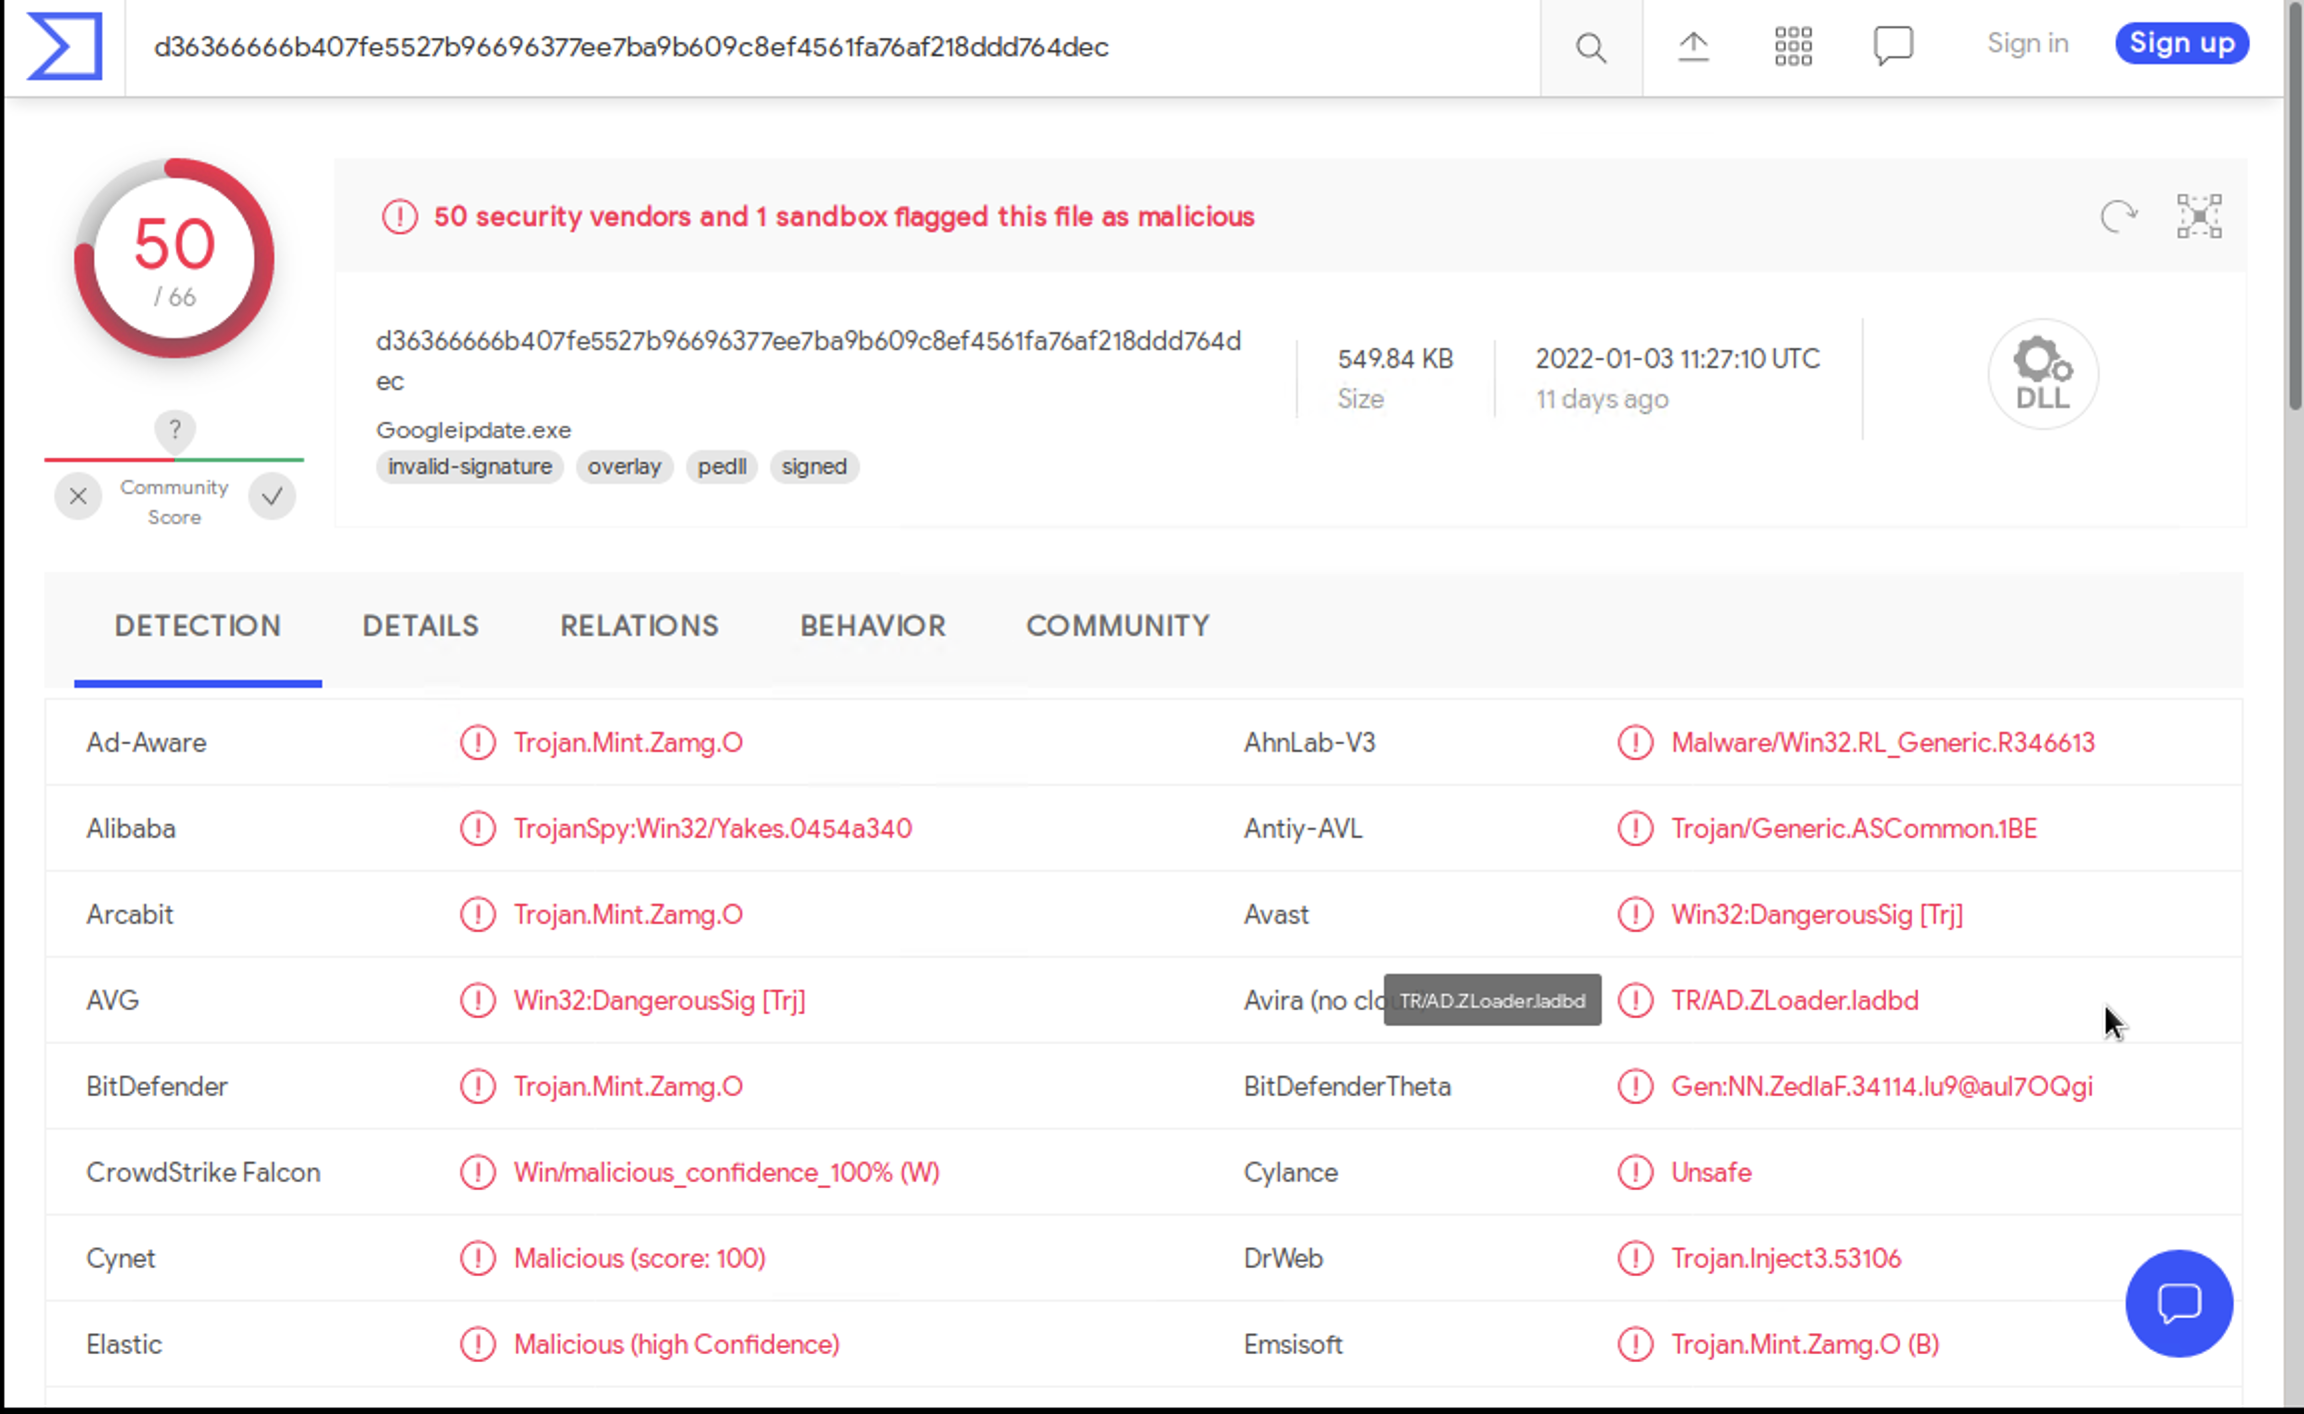 d36366666b407fe5527b96696377ee7ba9b609c8ef4561fa76af218ddd764dec
Sign in
Sign up
50
/ 66
50 security vendors and 1 sandbox flagged this file as malicious
d36366666b407fe5527b96696377ee7ba9b609c8ef4561fa76af218ddd764d
ec
Googleipdate.exe
invalid-signature overlay pedll signed
549.84 KB
Size
2022-01-03 11:27:10 UTC
11 days ago
DLL
?
Community
Score
DETECTION DETAILS RELATIONS BEHAVIOR COMMUNITY
Ad-Aware Trojan.Mint.Zamg.O AhnLab-V3 Malware/Win32.RL_Generic.R346613
Alibaba TrojanSpy:Win32/Yakes.0454a340 Antiy-AVL Trojan/Generic.ASCommon.1BE
Arcabit Trojan.Mint.Zamg.O Avast Win32:DangerousSig [Trj]
AVG Win32:DangerousSig [Trj] Avira (no TR/AD.ZLoader.ladbd TR/AD.ZLoader.ladbd
BitDefender Trojan.Mint.Zamg.O BitDefenderTheta Gen:NN.ZedlaF.34114.lu9@aul7OQgi
CrowdStrike Falcon Win/malicious_confidence_100% (W) Cylance Unsafe
Cynet Malicious (score: 100) DrWeb Trojan.Inject3.53106
Elastic Malicious (high Confidence) Emsisoft Trojan.Mint.Zamg.O (B)